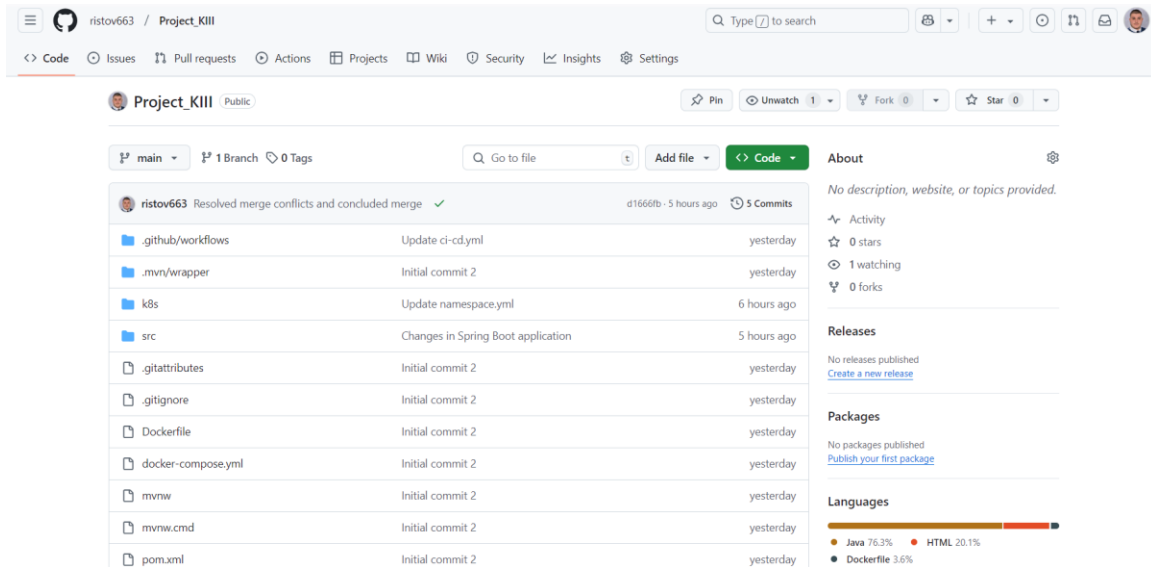 ristov663 / Project_KIII
Type / to search
Code Issues Pull requests Actions Projects Wiki Security Insights Settings
Project_KIII Public
Pin Unwatch 1 Fork 0 Star 0
main 1 Branch 0 Tags Go to file t Add file Code
ristov663 Resolved merge conflicts and concluded merge d1666fb · 5 hours ago 5 Commits
.github/workflows Update ci-cd.yml yesterday
.mvn/wrapper Initial commit 2 yesterday
k8s Update namespace.yml 6 hours ago
src Changes in Spring Boot application 5 hours ago
.gitattributes Initial commit 2 yesterday
.gitignore Initial commit 2 yesterday
Dockerfile Initial commit 2 yesterday
docker-compose.yml Initial commit 2 yesterday
mvnw Initial commit 2 yesterday
mvnw.cmd Initial commit 2 yesterday
pom.xml Initial commit 2 yesterday
About
No description, website, or topics provided.
Activity
0 stars
1 watching
0 forks
Releases
No releases published
Create a new release
Packages
No packages published
Publish your first package
Languages
Java 76.3% HTML 20.1%
Dockerfile 3.6%